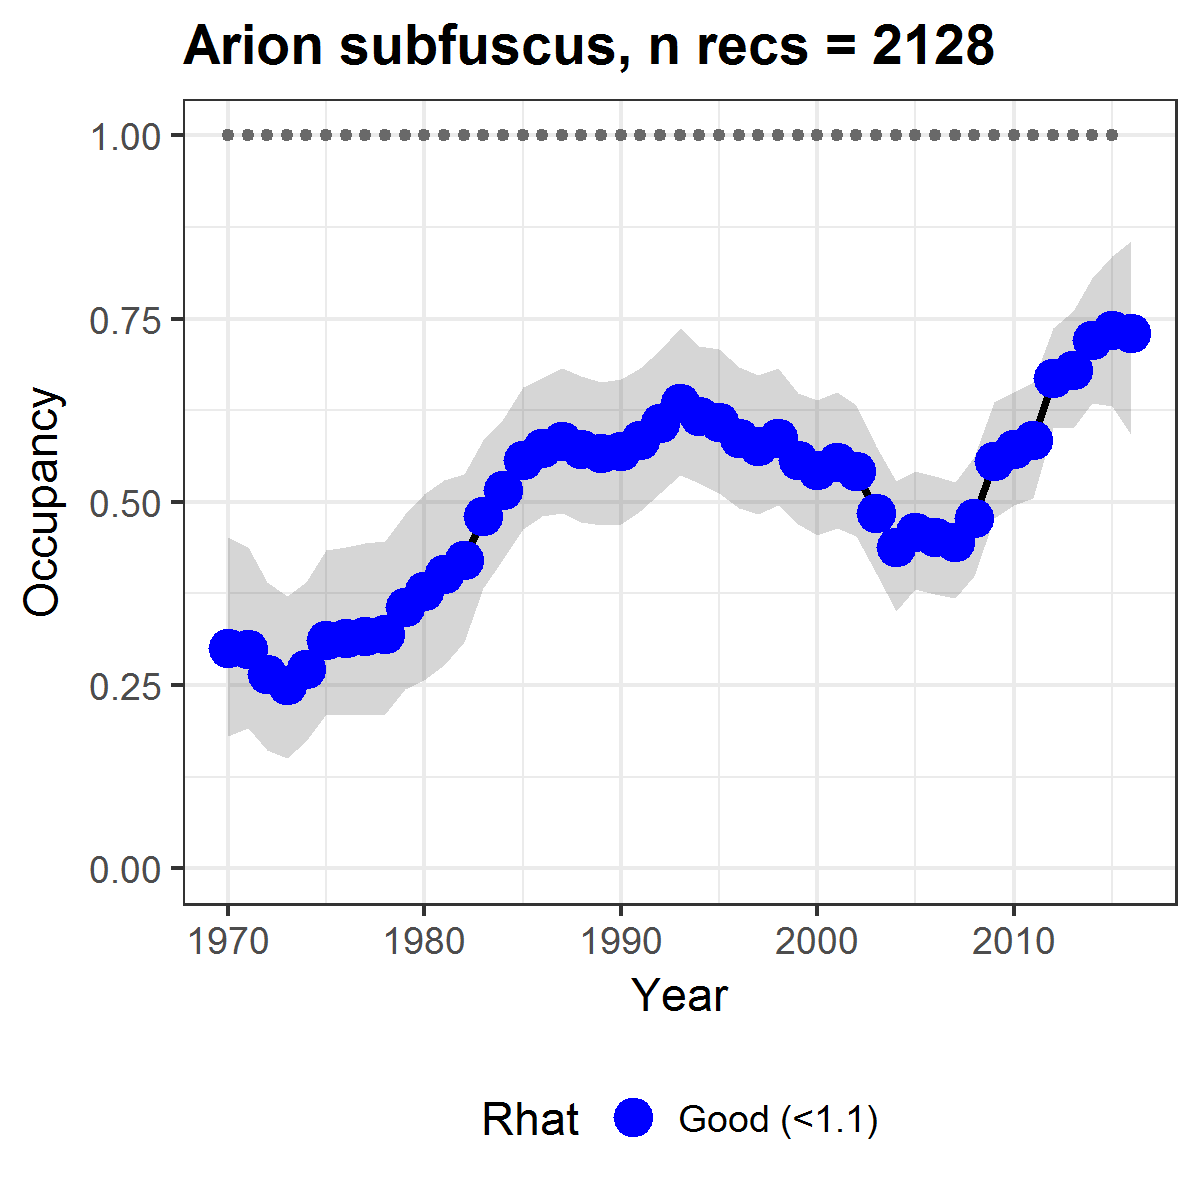 Arion subfuscus, n recs = 2128
1.00
0.75
0.50
0.25
0.00
Occupancy
1970 1980 1990 2000 2010
Year
Rhat Good (<1.1)